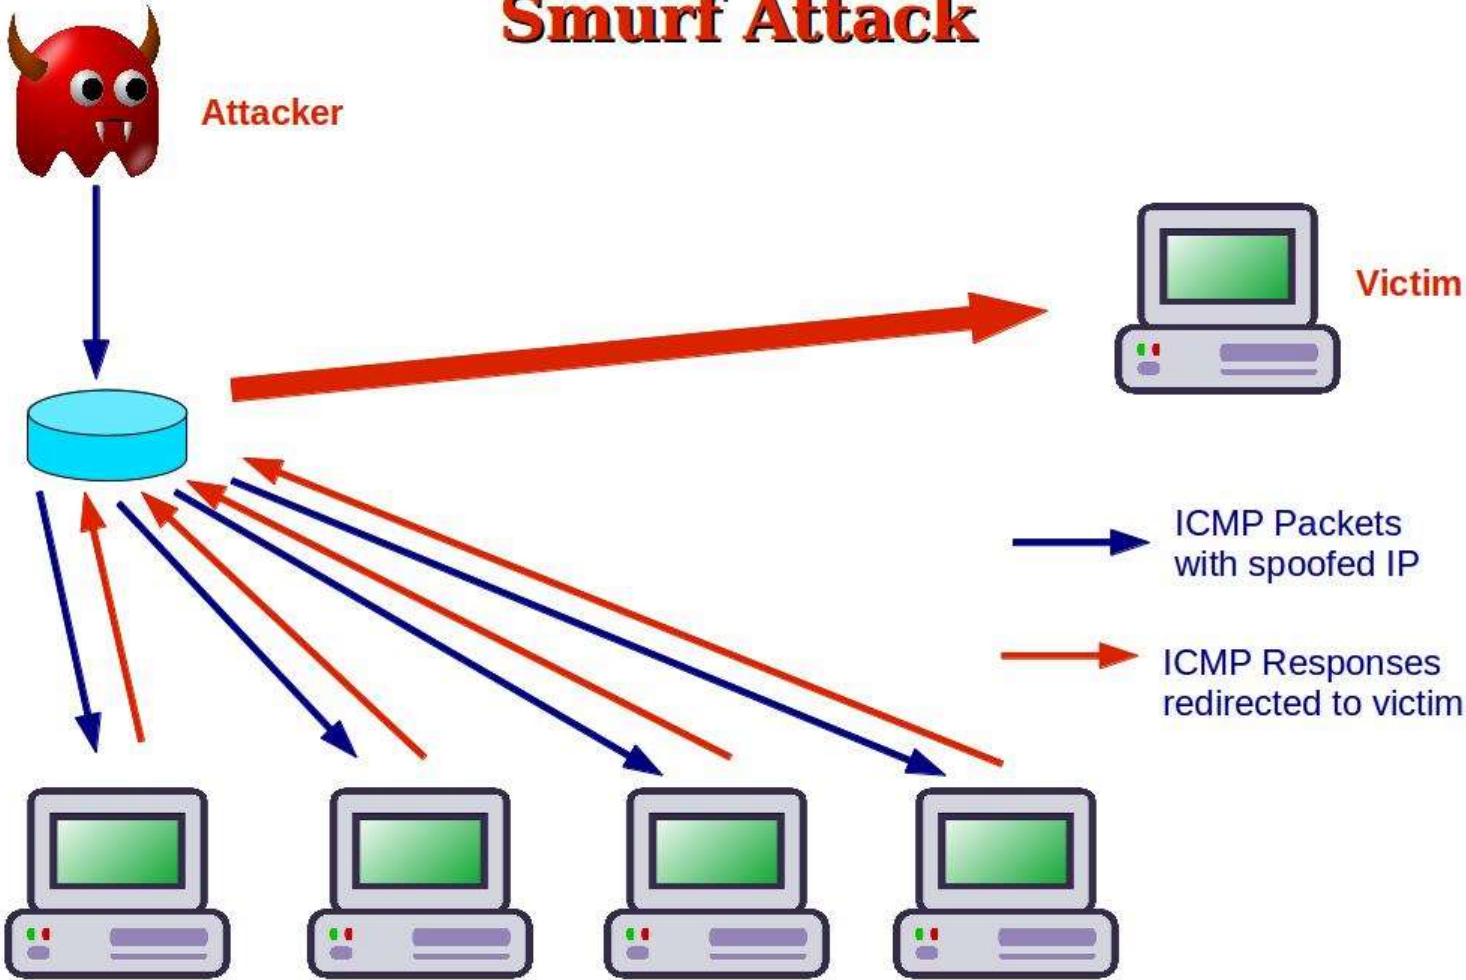 Smurf Attack
Attacker
Victim
ICMP Packets
with spoofed IP
ICMP Responses
redirected to victim